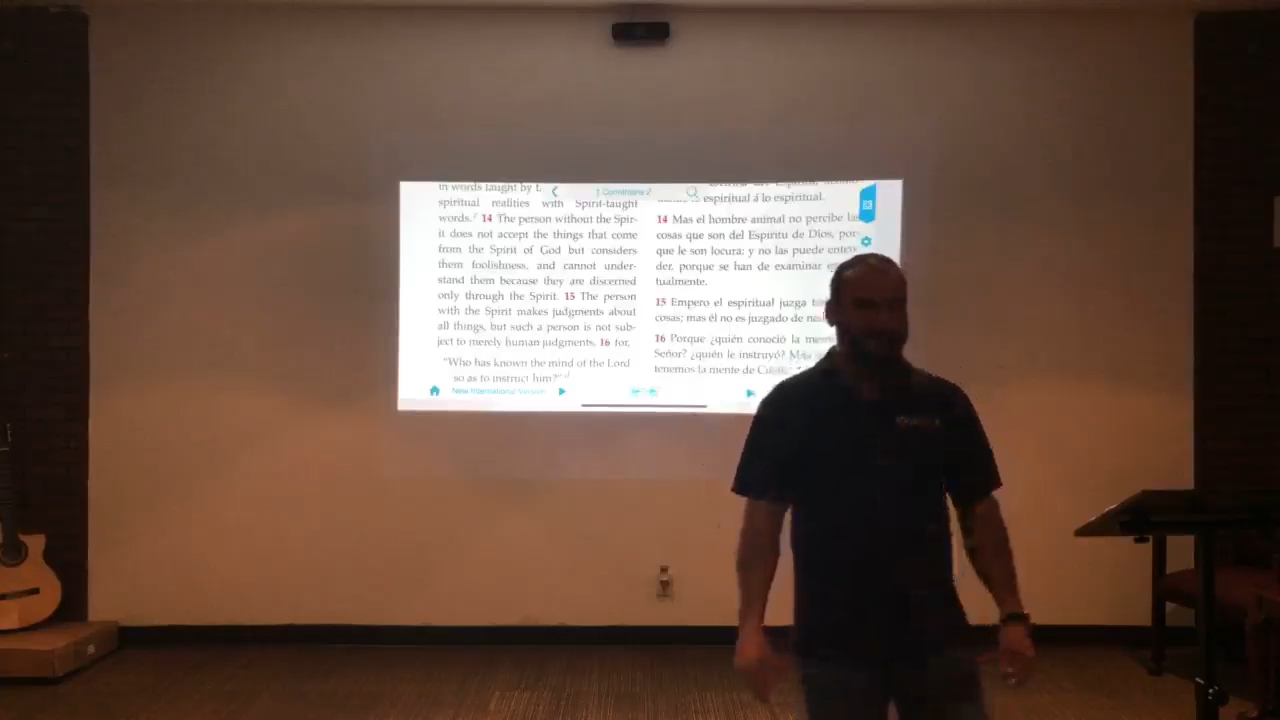 in words taught by
1 Corinthians 2
spiritual realities with Spirit-taught
words. 14 The person without the Spir-
it does not accept the things that come
from the Spirit of God but considers
them foolishness, and cannot under-
stand them because they are discerned
only through the Spirit. 15 The person
with the Spirit makes judgments about
all things, but such a person is not sub-
ject to merely human judgments, 16 for,
"Who has known the mind of the Lord
so as to instruct him?"
New International Version
espiritual á lo espiritual.
14 Mas el hombre animal no percibe las
cosas que son del Espíritu de Dios, por-
que le son locura: y no las puede enten-
der, porque se han de examinar
tualmente.
15 Empero el espiritual juzga
cosas; mas él no es juzgado de
16 Porque ¿quién conoció la
Señor? ¿quién le instruyó?
tenemos la mente de